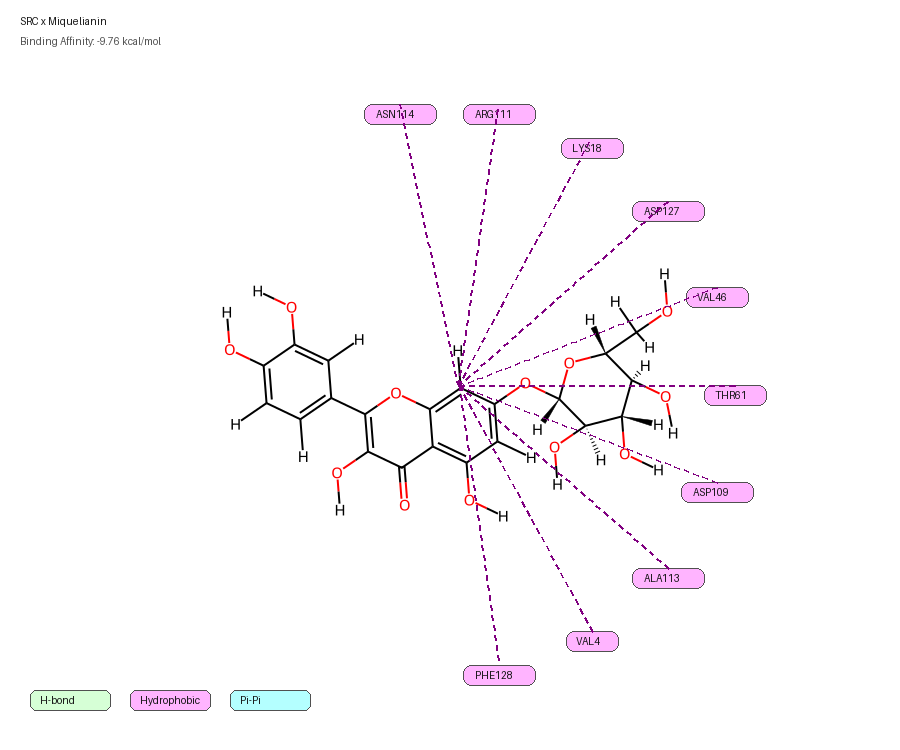 SRC x Miquelianin
Binding Affinity: -9.76 kcal/mol
ASN114
ARG111
LYS18
ASP127
VAL46
THR61
ASP109
ALA113
VAL4
PHE128
H
H
O
O
H
H
H
O
H
O
H
O
O
H
H
O
H
H
H
O
H
H
O
H
H
O
H
O
H
H
O
H
O
H
H-bond
Hydrophobic
Pi-Pi